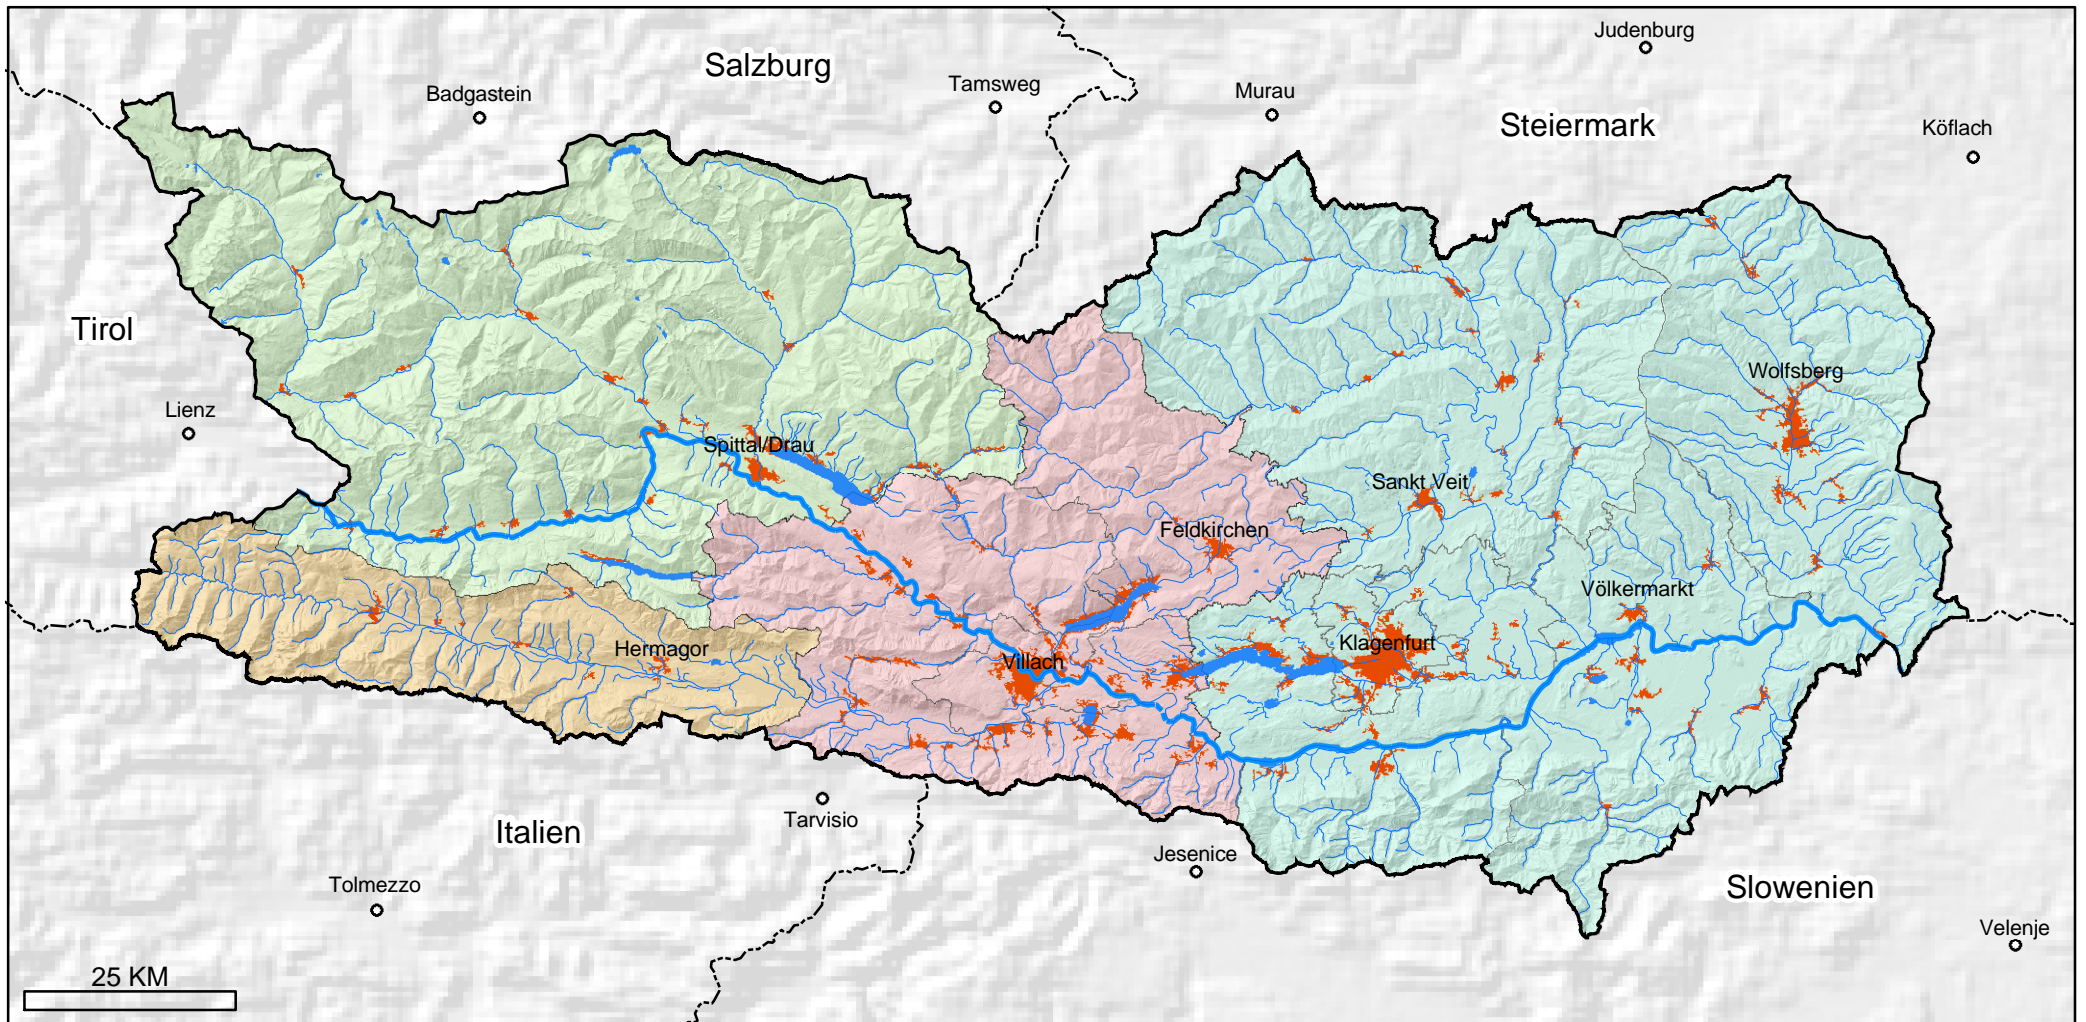 Judenburg
Salzburg
Tamsweg
Badgastein
Murau
Steiermark
Köflach
Tirol
Wolfsberg
Lienz
Spittal/Drau
Sankt Veit
Feldkirchen
Völkermarkt
Klagenfurt
Hermagor
Villach
Tarvisio
Italien
Jesenice
Tolmezzo
Slowenien
Velenje
25 KM